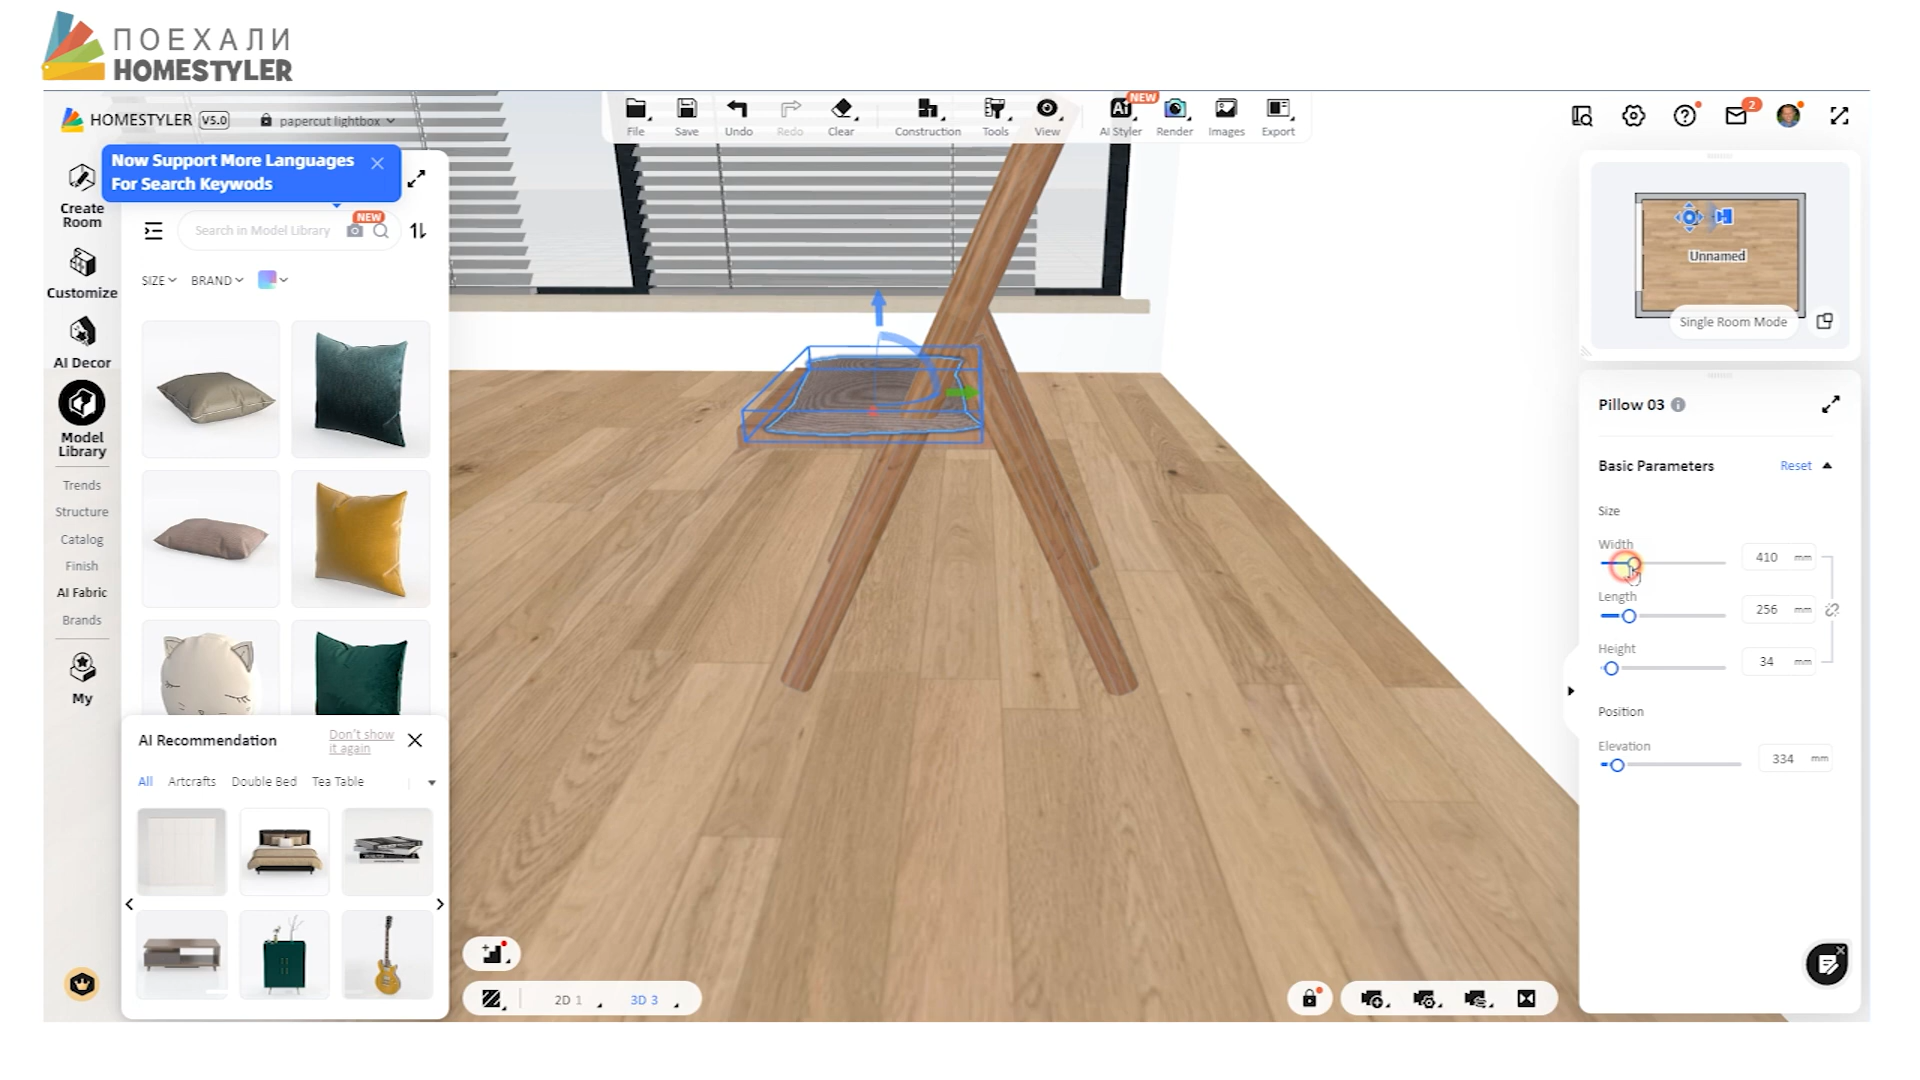 ПОЕХАЛИ
HOMESTYLER
HOMESTYLER V5.0
papercut lightbox
File
Save
Undo
Redo
Clear
Construction
Tools
View
Ai
NEW
AI Styler
Render
Images
Export
2
Now Support More Languages
For Search Keywods
Create
Room
Customize
AI Decor
Model
Library
Trends
Structure
Catalog
Finish
AI Fabric
Brands
My
Search in Model Library
NEW
SIZE
BRAND
AI Recommendation
Don't show
it again
All
Artcrafts
Double Bed
Tea Table
2D 1
3D 3
Unnamed
Single Room Mode
Pillow 03
Basic Parameters
Reset
Size
Width
410 mm
Length
256 mm
Height
34 mm
Position
Elevation
334 mm